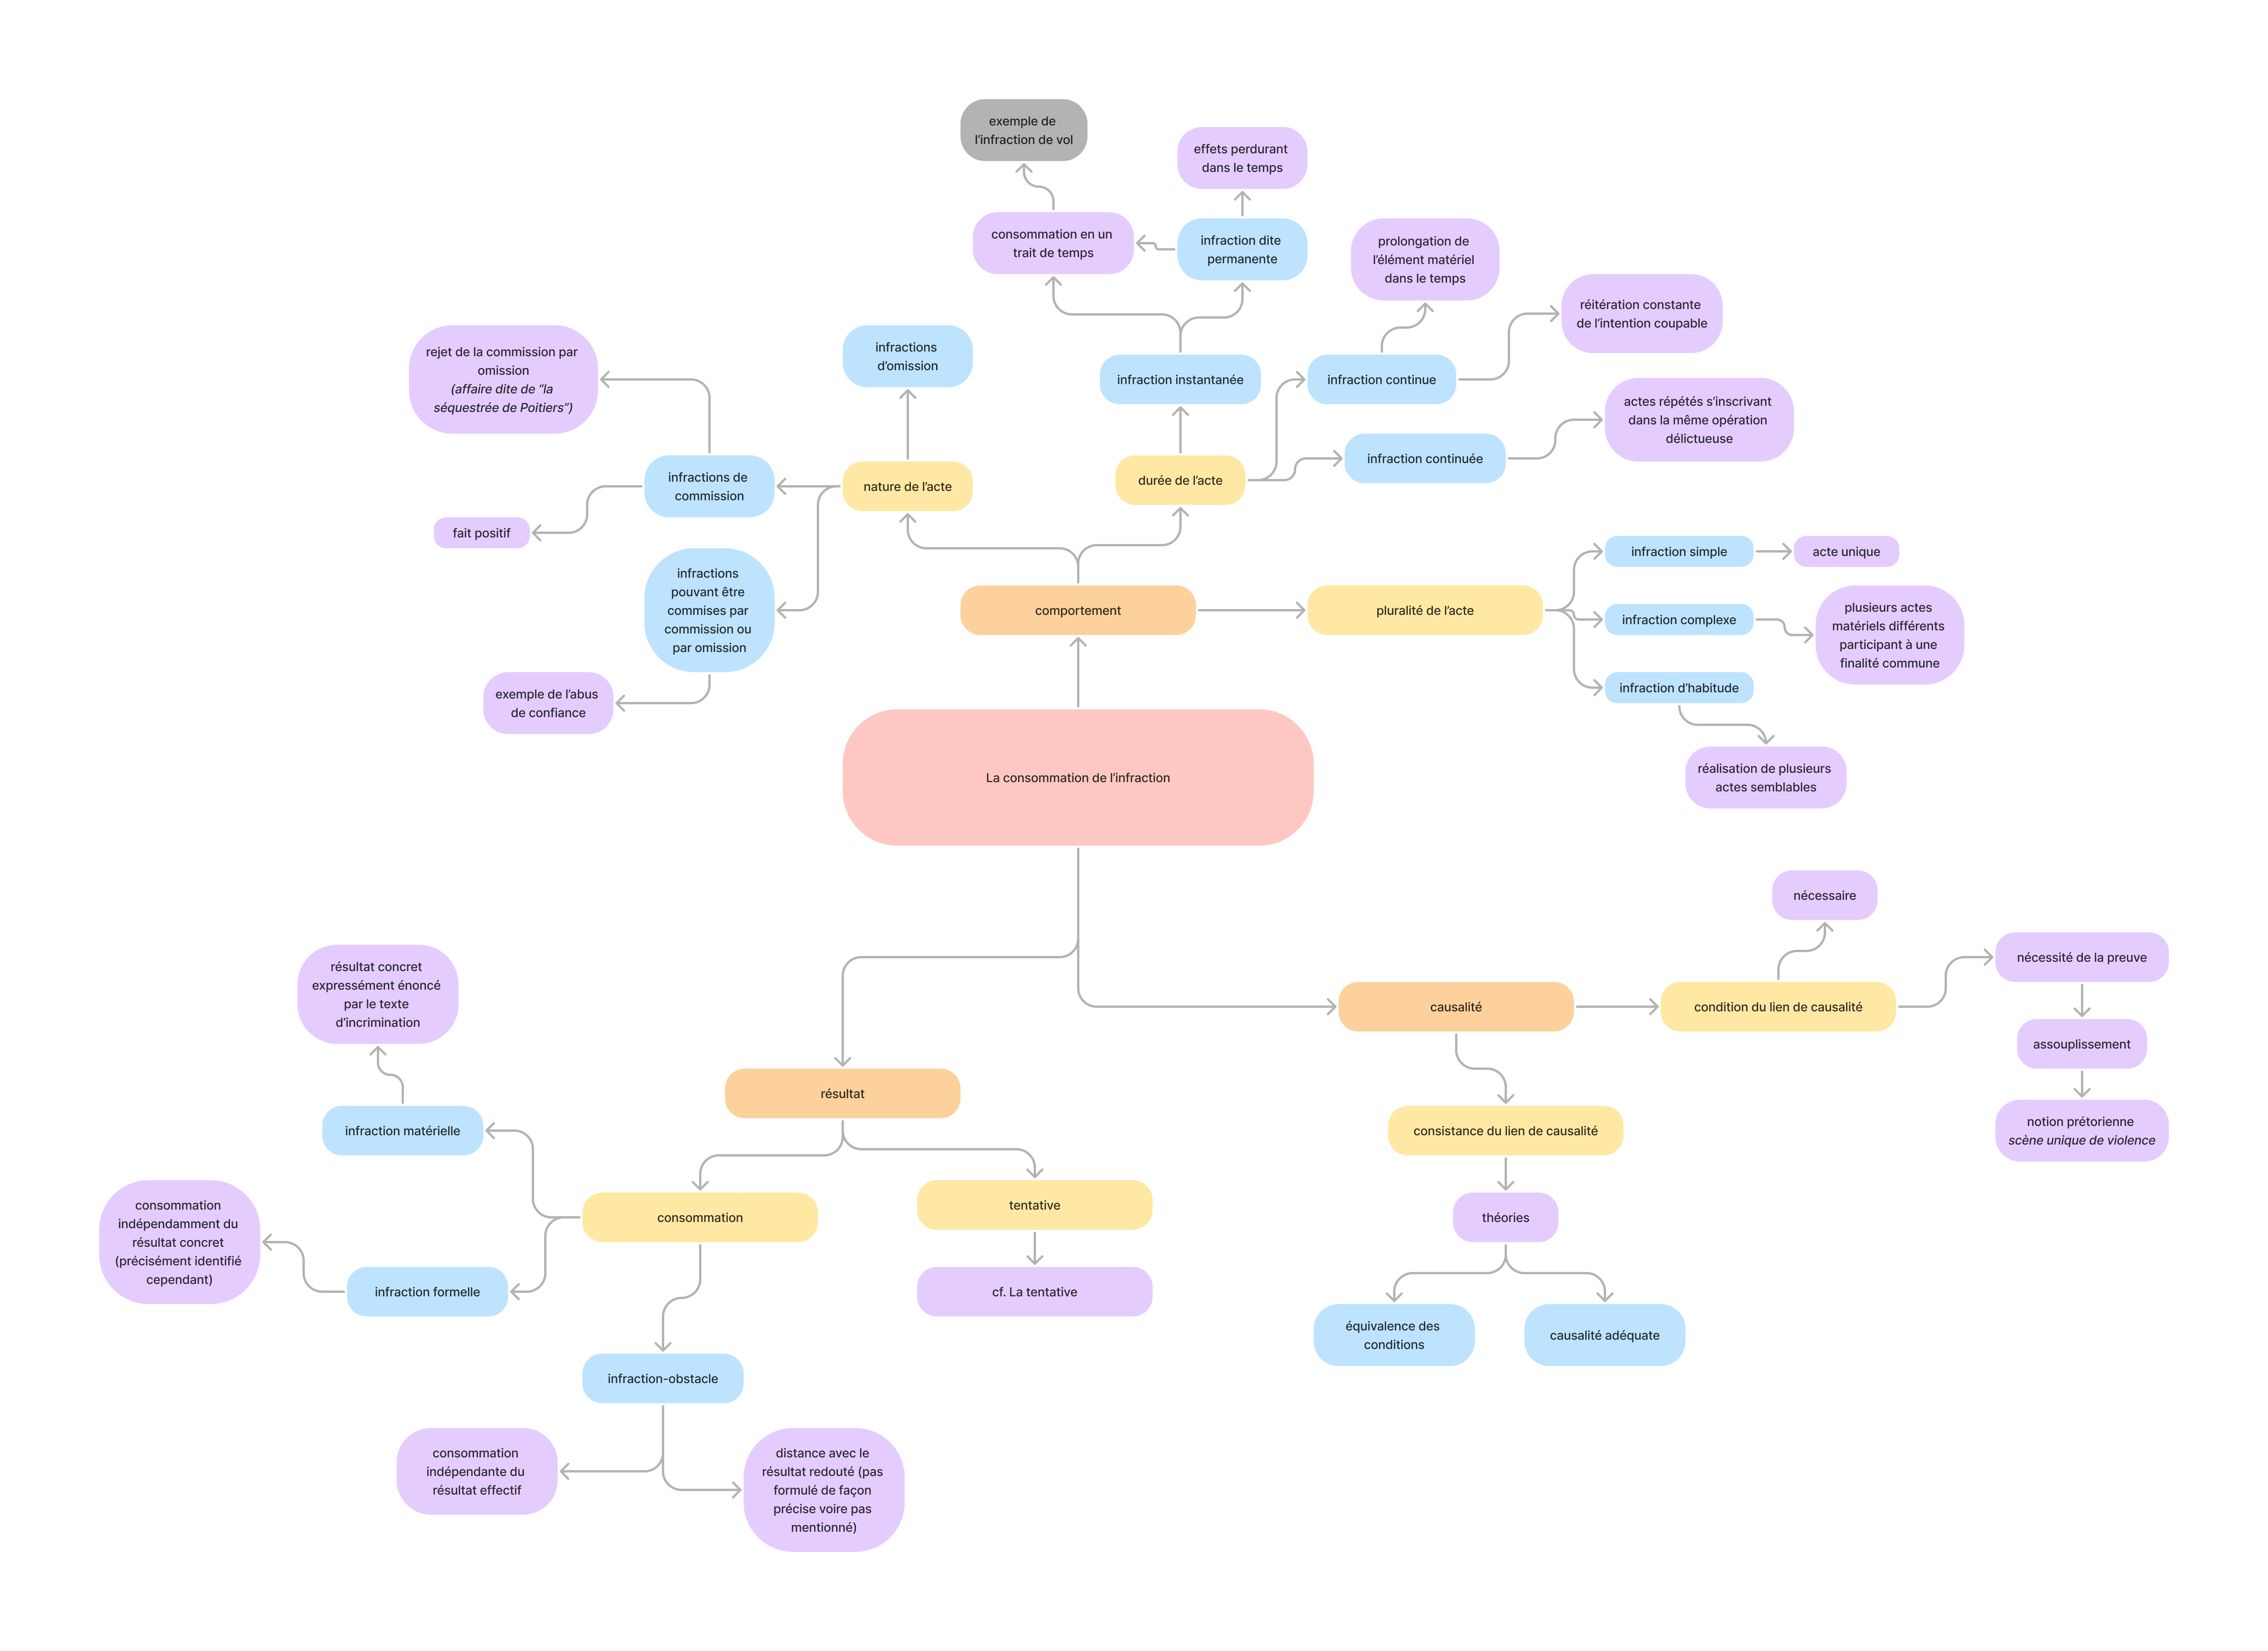 exemple de
l’infraction de vol
effets perdurant
dans le temps
consommation en un
trait de temps
infraction dite
permanente
prolongation de
l’élément matériel
dans le temps
réitération constante
de l’intention coupable
rejet de la commission par
omission
(affaire dite de “la
séquestrée de Poitiers”)
infractions
d’omission
infraction instantanée
infraction continue
actes répétés s’inscrivant
dans la même opération
délictueuse
infractions de
commission
nature de l’acte
durée de l’acte
infraction continuée
fait positif
infractions
pouvant être
commises par
commission ou
par omission
exemple de l’abus
de confiance
comportement
pluralité de l’acte
infraction simple
acte unique
infraction complexe
plusieurs actes
matériels différents
participant à une
finalité commune
infraction d’habitude
réalisation de plusieurs
actes semblables
La consommation de l’infraction
nécessaire
nécessité de la preuve
résultat concret
expressément énoncé
par le texte
d’incrimination
causalité
condition du lien de causalité
assouplissement
notion prétorienne
scène unique de violence
résultat
infraction matérielle
consistance du lien de causalité
consommation
indépendamment du
résultat concret
(précisément identifié
cependant)
consommation
tentative
théories
infraction formelle
cf. La tentative
équivalence des
conditions
causalité adéquate
infraction-obstacle
consommation
indépendante du
résultat effectif
distance avec le
résultat redouté (pas
formulé de façon
précise voire pas
mentionné)